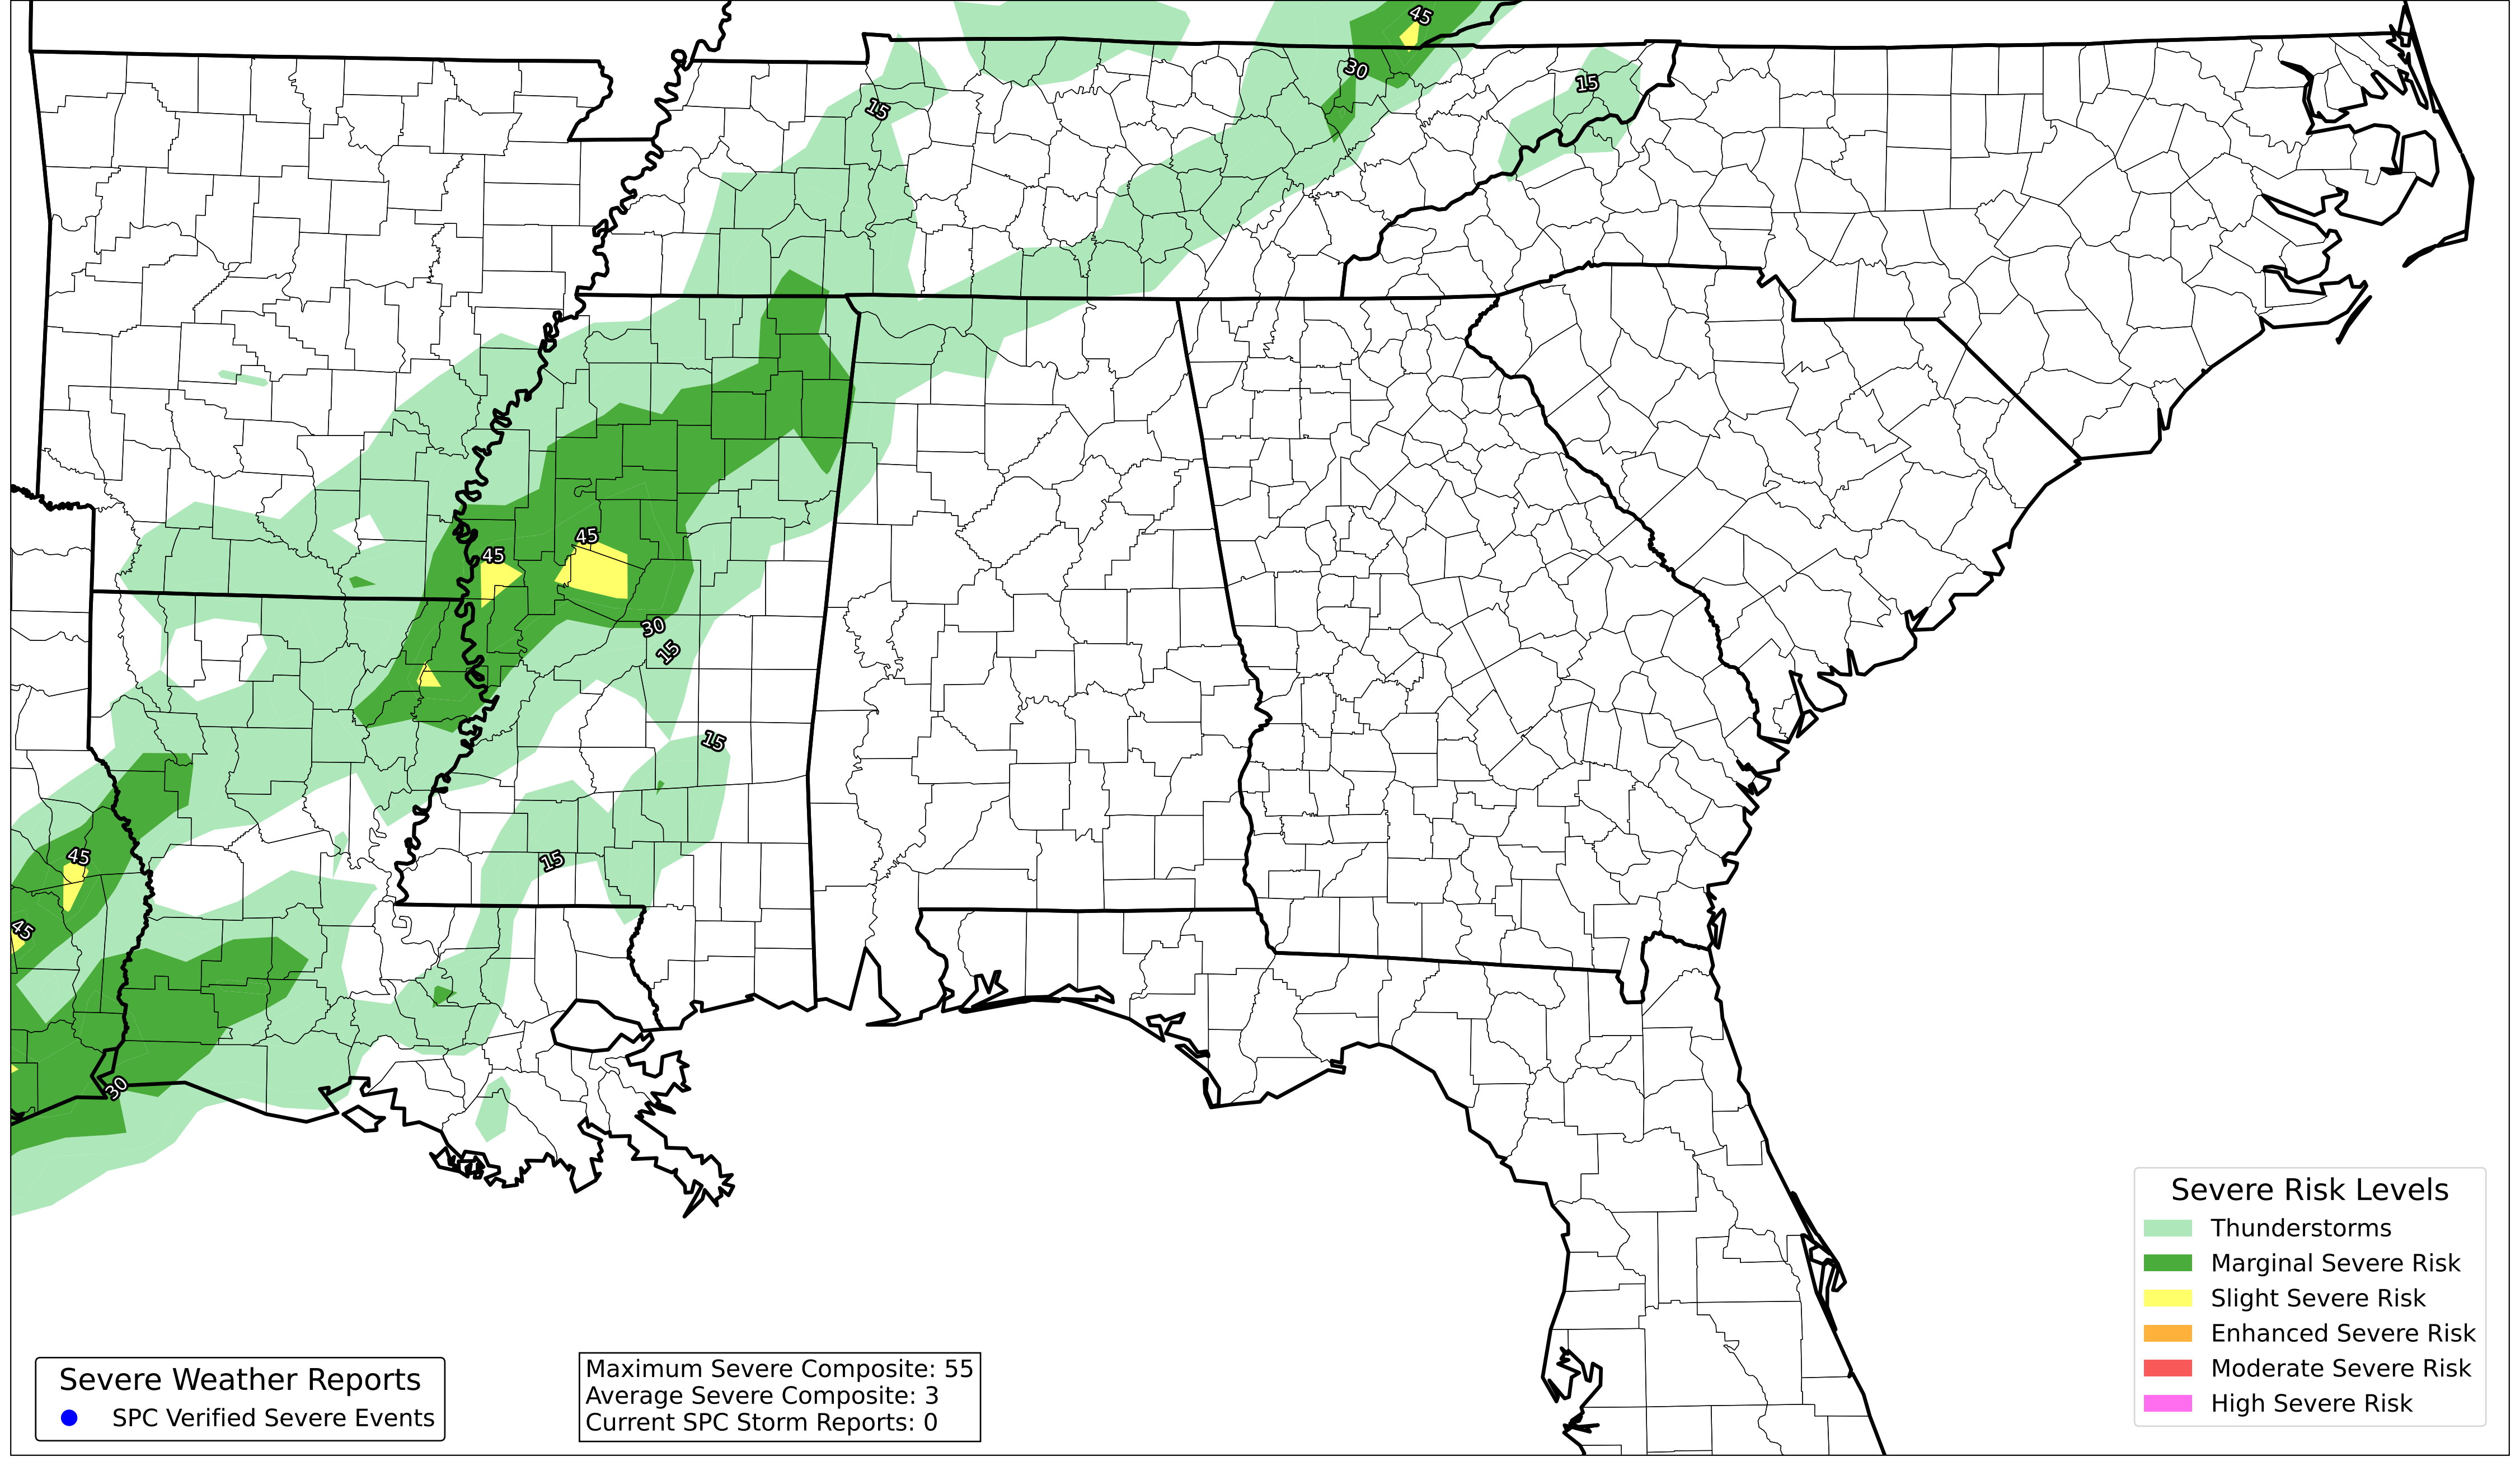 45
30
15
15
45
45
30
15
15
15
45
45
30
Severe Risk Levels
Thunderstorms
Marginal Severe Risk
Slight Severe Risk
Enhanced Severe Risk
Moderate Severe Risk
High Severe Risk
Severe Weather Reports
SPC Verified Severe Events
Maximum Severe Composite: 55
Average Severe Composite: 3
Current SPC Storm Reports: 0